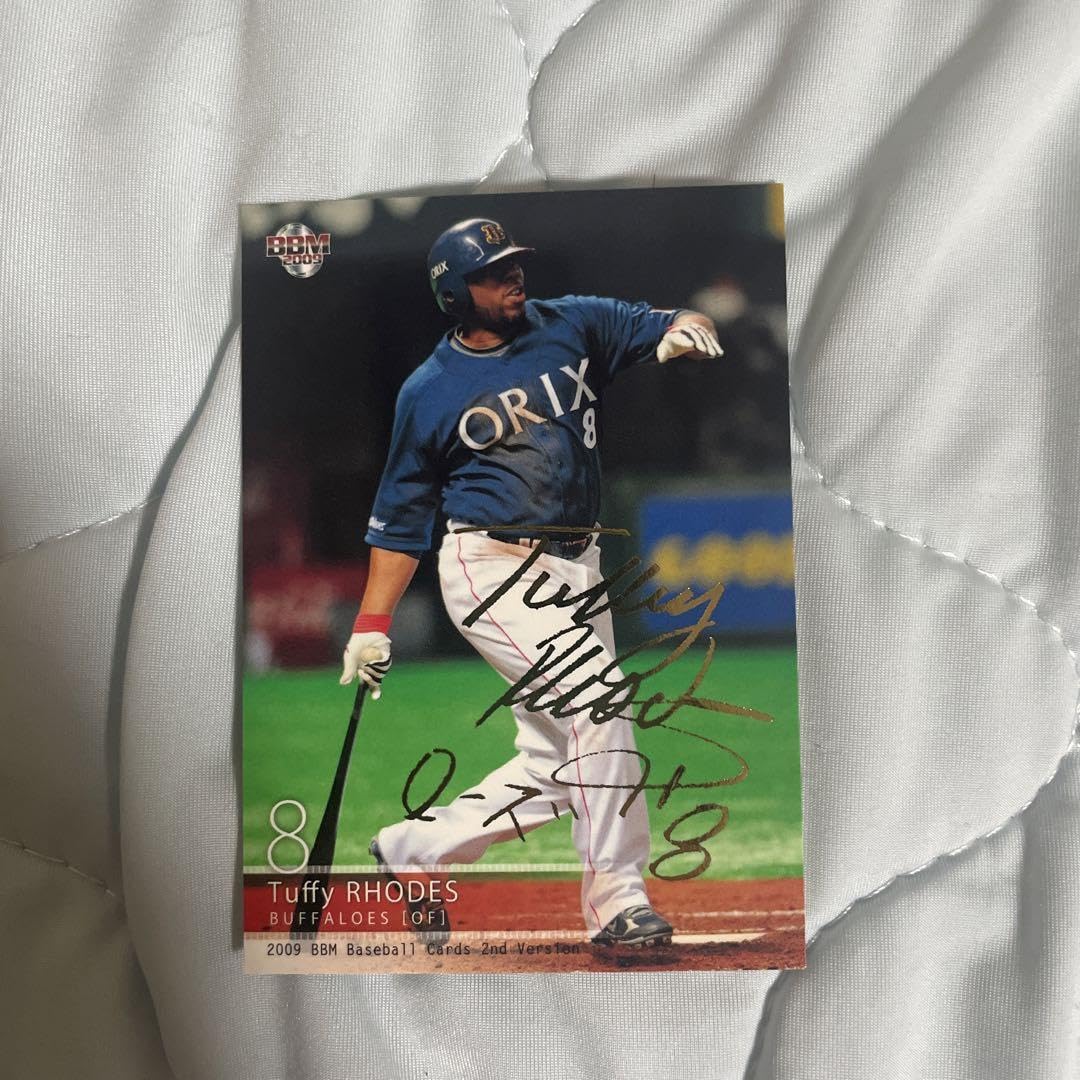 BBM
2009
B
ORIX
ORIX
8
Tuffy
Rhodes
ローズ
8
8
Tuffy RHODES
BUFFALOES [OF]
2009 BBM Baseball Cards 2nd Version